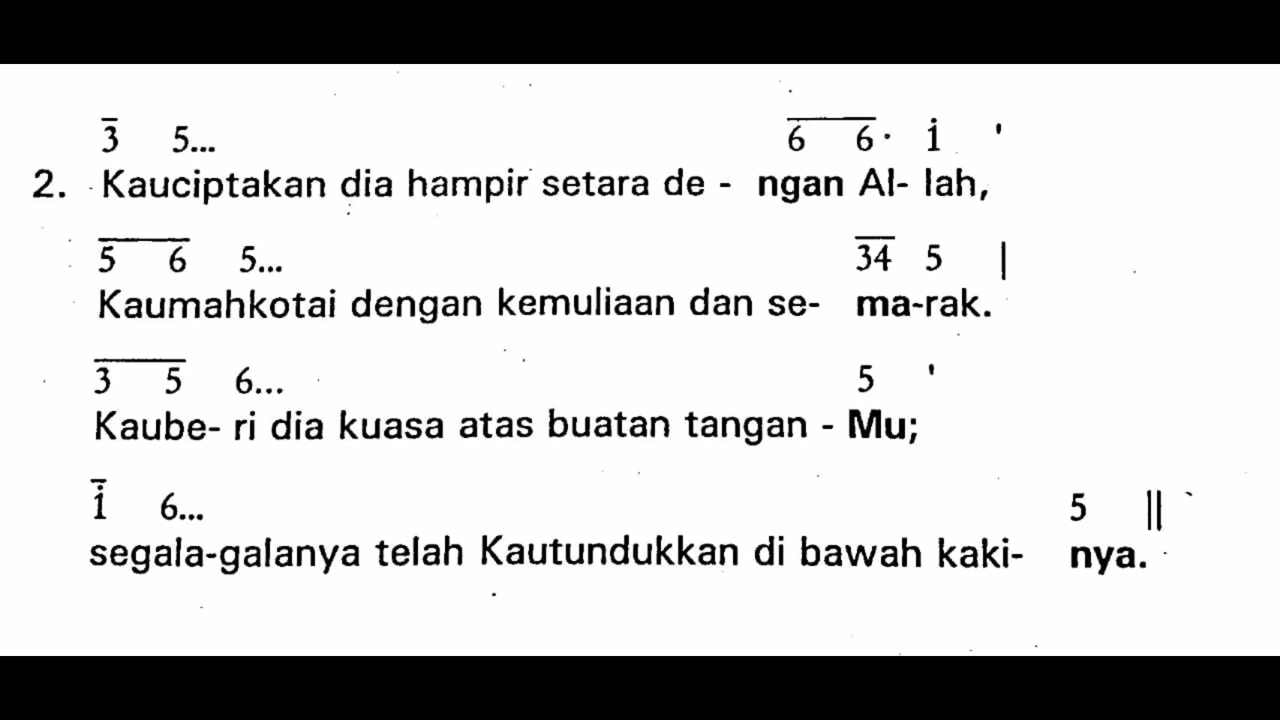 3̅ 5... 6̅ ̅6̅· i '
2. Kauciptakan dia hampir setara de - ngan Al- lah,
5̅ ̅6̅ 5... 3̅4̅ 5 |
Kaumahkotai dengan kemuliaan dan se- ma-rak.
3̅ ̅5̅ 6... 5 '
Kaube- ri dia kuasa atas buatan tangan - Mu;
i̅ 6... 5 ||
segala-galanya telah Kautundukkan di bawah kaki- nya.